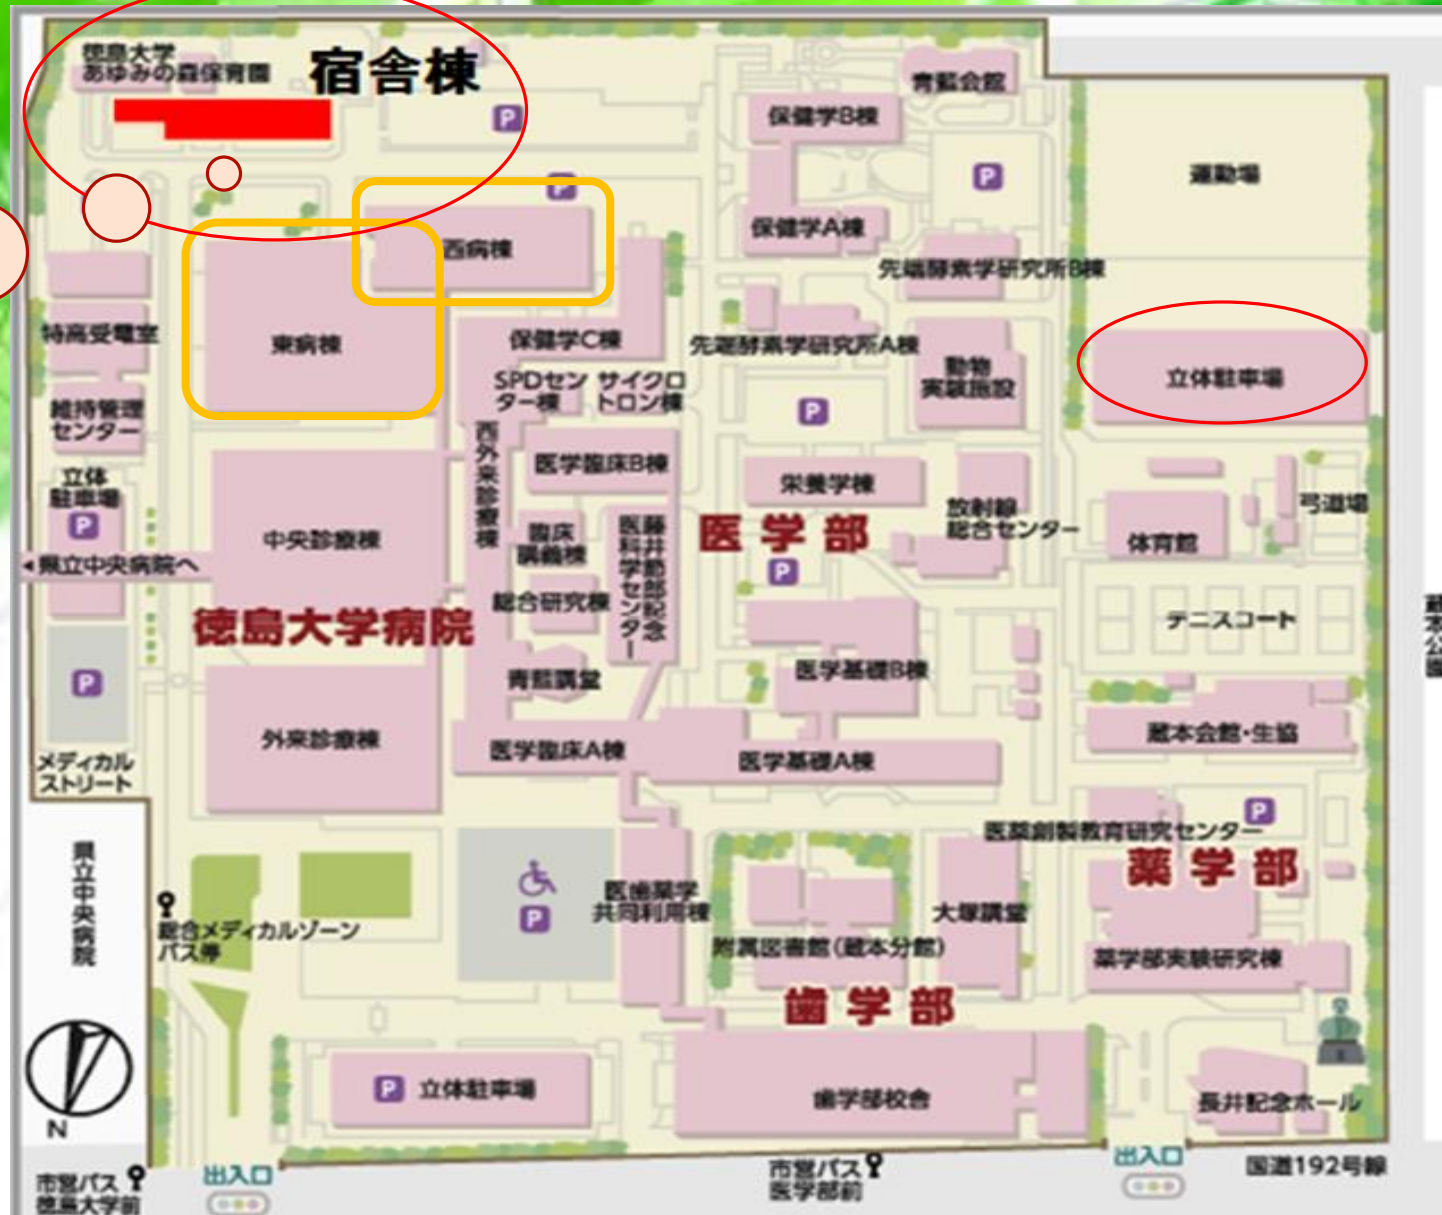 徳島大学
あゆみの森保育園
宿舎棟
P
青藍会館
保健学B棟
P
運動場
P
西病棟
保健学A棟
先端酵素学研究所B棟
特高受電室
東病棟
保健学C棟
先端酵素学研究所A棟
動物
実験施設
立体駐車場
SPDセン
ター棟
サイクロ
トロン棟
維持管理
センター
P
西外来診療棟
医学臨床B棟
栄養学棟
立体
駐車場
P
放射線
総合センター
弓道場
中央診療棟
臨床
講義棟
藤井節郎記念
医科学センター
医学部
体育館
県立中央病院へ
P
総合研究棟
徳島大学病院
テニスコート
P
青藍講堂
医学基礎B棟
外来診療棟
医学臨床A棟
医学基礎A棟
蔵本会館・生協
メディカル
ストリート
P
医薬創製教育研究センター
薬学部
県立中央病院
P
医歯薬学
共同利用棟
大塚講堂
総合メディカルゾーン
バス停
附属図書館(蔵本分館)
薬学部実験研究棟
歯学部
P
立体駐車場
歯学部校舎
長井記念ホール
N
蔵本公園
市営バス
徳島大学前
出入口
市営バス
医学部前
出入口
国道192号線